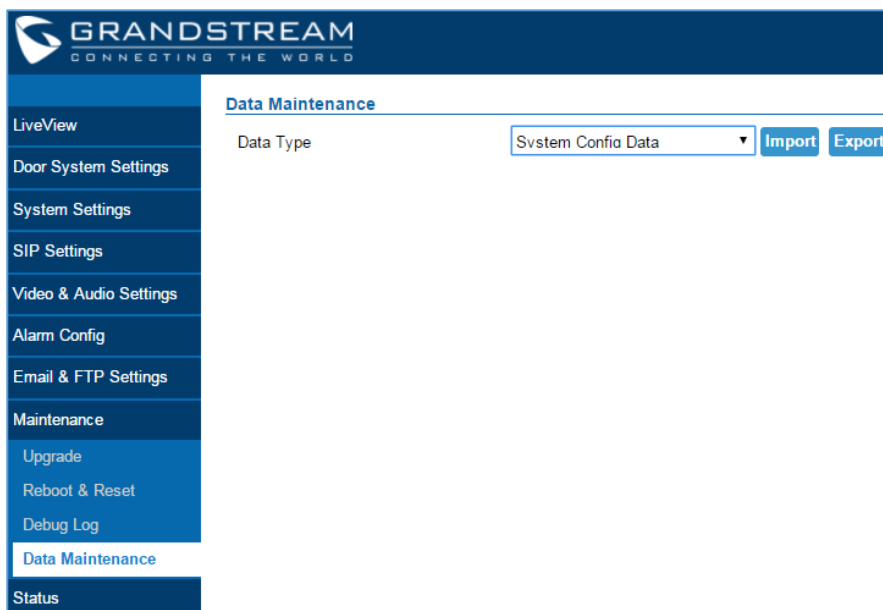 GRANDSTREAM
CONNECTING THE WORLD
LiveView
Door System Settings
System Settings
SIP Settings
Video & Audio Settings
Alarm Config
Email & FTP Settings
Maintenance
Upgrade
Reboot & Reset
Debug Log
Data Maintenance
Status
Data Maintenance
Data Type System Config Data Import Export